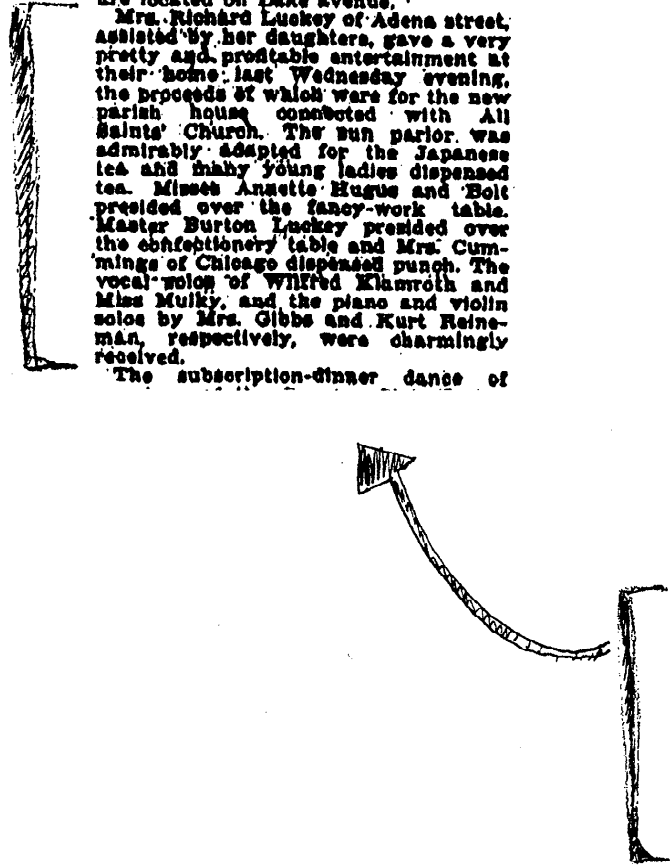 are located on Lake avenue.
Mrs. Richard Luckey of Adena street,
assisted by her daughters, gave a very
pretty and profitable entertainment at
their home last Wednesday evening,
the proceeds of which were for the new
parish house connected with All
Saints' Church. The sun parlor was
admirably adapted for the Japanese
tea and many young ladies dispensed
tea. Misses Annette Hugus and Bolt
presided over the fancy-work table.
Master Burton Luckey presided over
the confectionery table and Mrs. Cum-
mings of Chicago dispensed punch. The
vocal solos of Wilfred Klamroth and
Miss Mulky, and the piano and violin
solos by Mrs. Gibbs and Kurt Reine-
man, respectively, were charmingly
received.
The subscription-dinner dance of